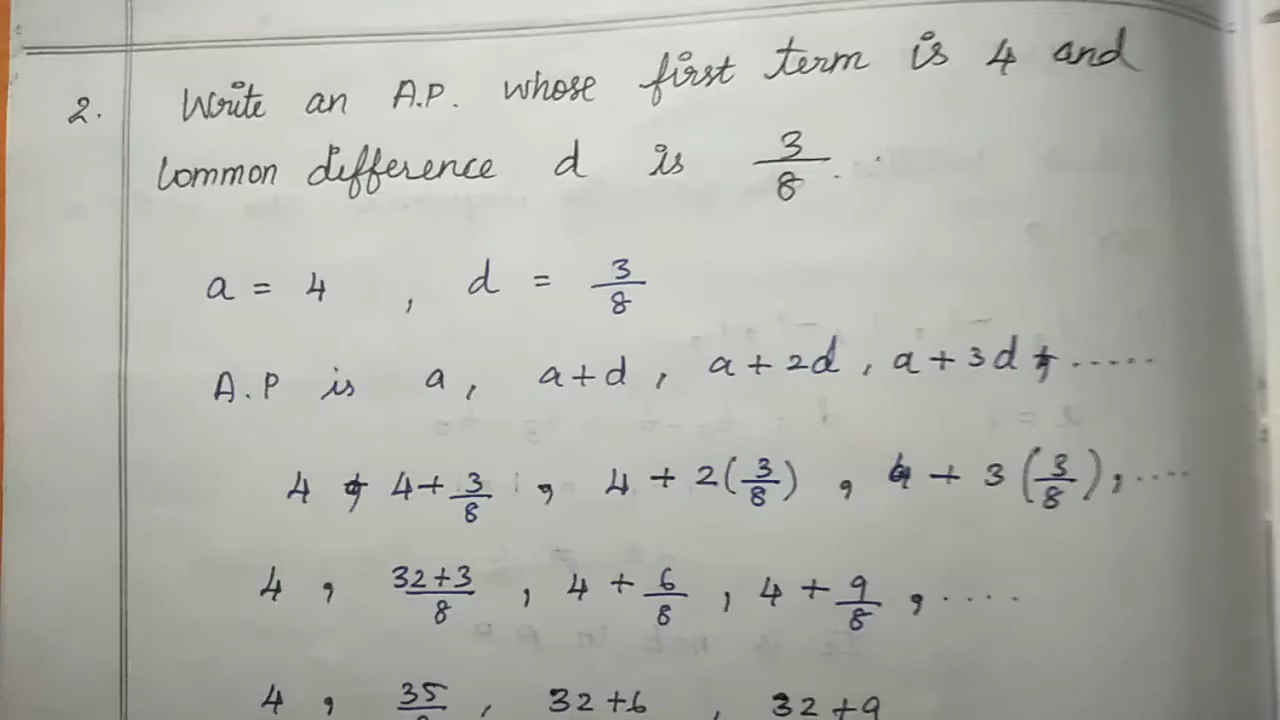 2. Write an A.P. whose first term is 4 and
common difference d is 3/8.
a = 4 , d = 3/8
A.P is a, a+d, a+2d, a+3d, .....
4, 4+3/8, 4+2(3/8), 4+3(3/8), ....
4, 32+3/8, 4+6/8, 4+9/8, ....
4, 35/8, 32+6, 32+9